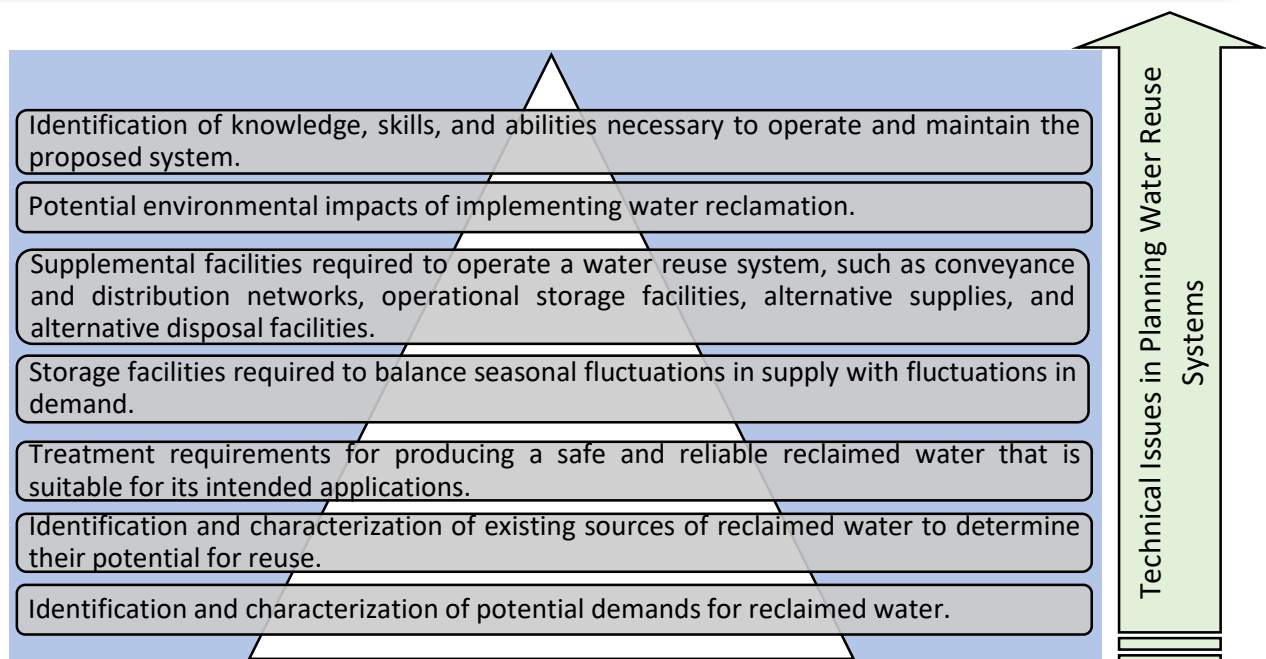 Identification of knowledge, skills, and abilities necessary to operate and maintain the
proposed system.
Potential environmental impacts of implementing water reclamation.
Supplemental facilities required to operate a water reuse system, such as conveyance
and distribution networks, operational storage facilities, alternative supplies, and
alternative disposal facilities.
Storage facilities required to balance seasonal fluctuations in supply with fluctuations in
demand.
Treatment requirements for producing a safe and reliable reclaimed water that is
suitable for its intended applications.
Identification and characterization of existing sources of reclaimed water to determine
their potential for reuse.
Identification and characterization of potential demands for reclaimed water.
Technical Issues in Planning Water Reuse
Systems